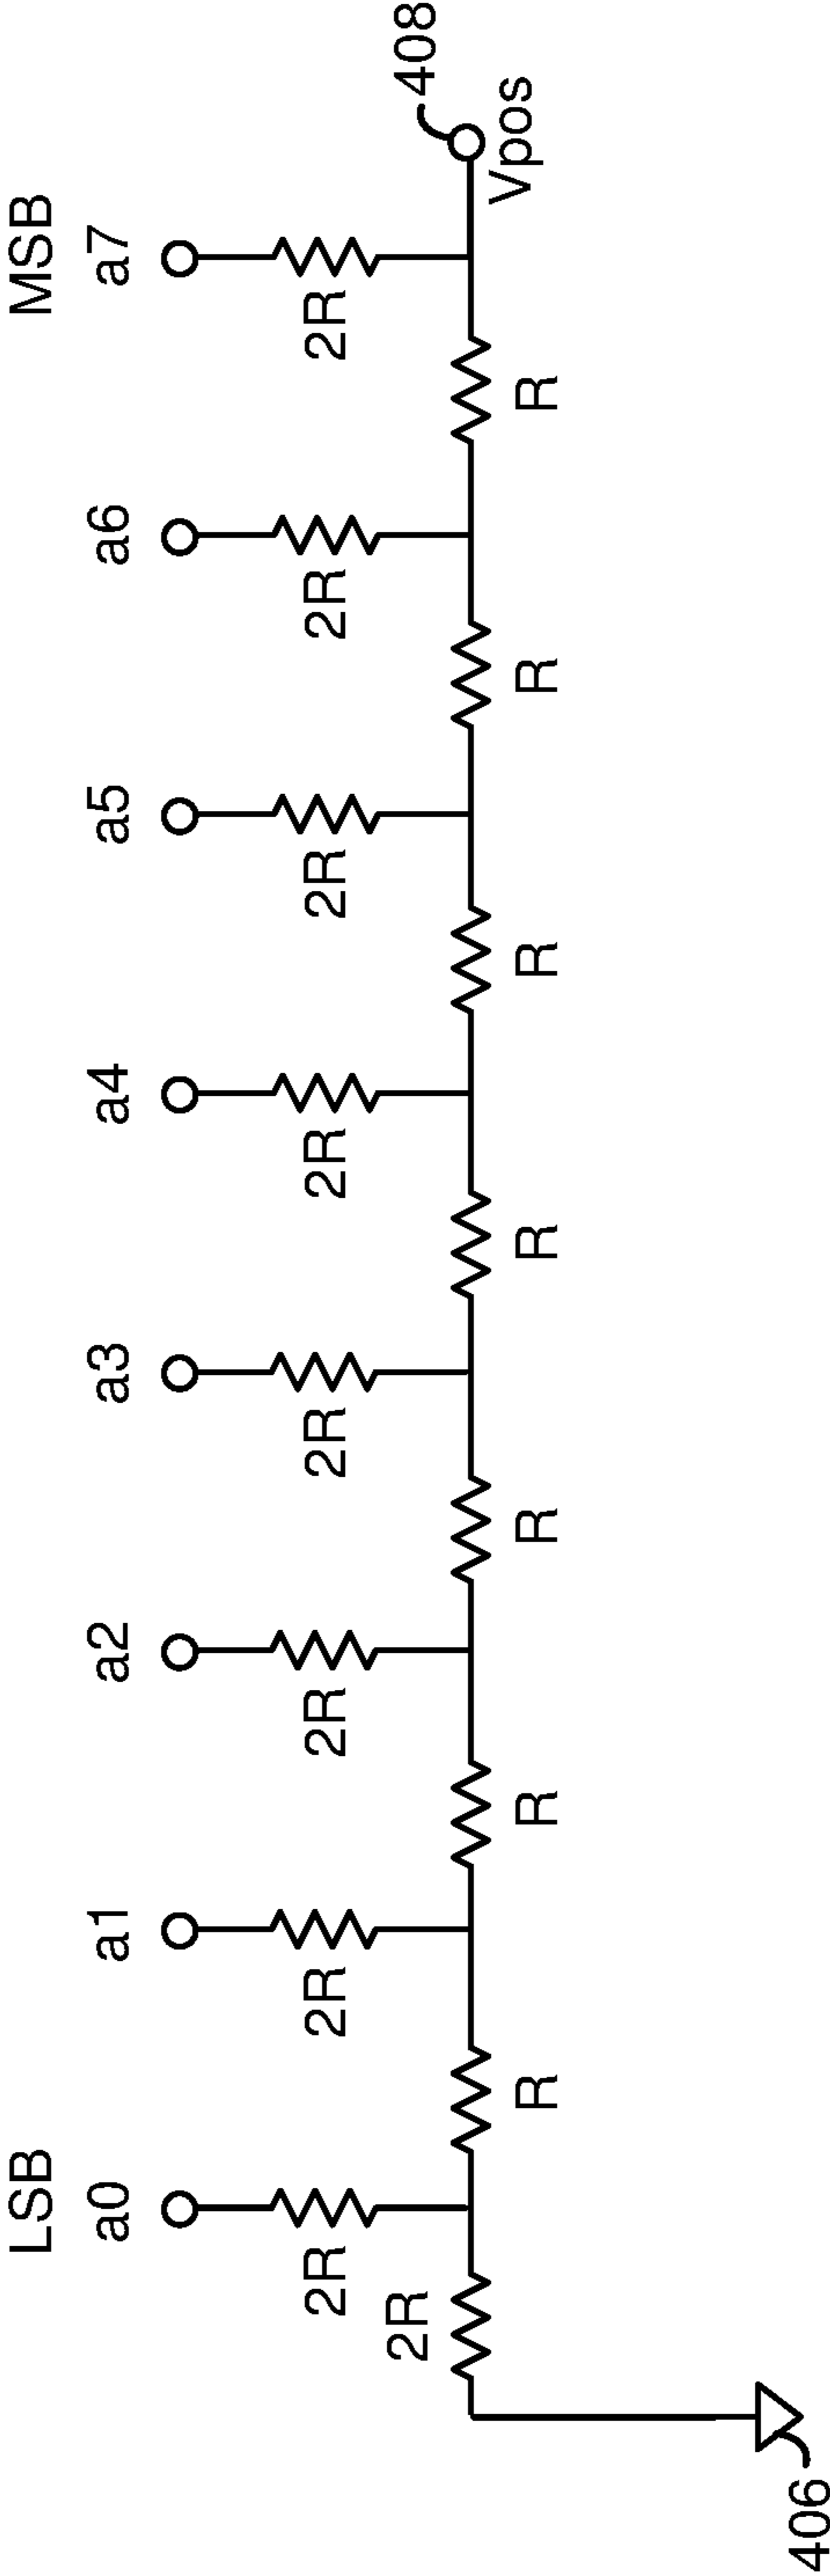 LSB MSB
a0 a1 a2 a3 a4 a5 a6 a7
2R 2R 2R 2R 2R 2R 2R 2R
2R 408
R R R R R R R Vpos
406